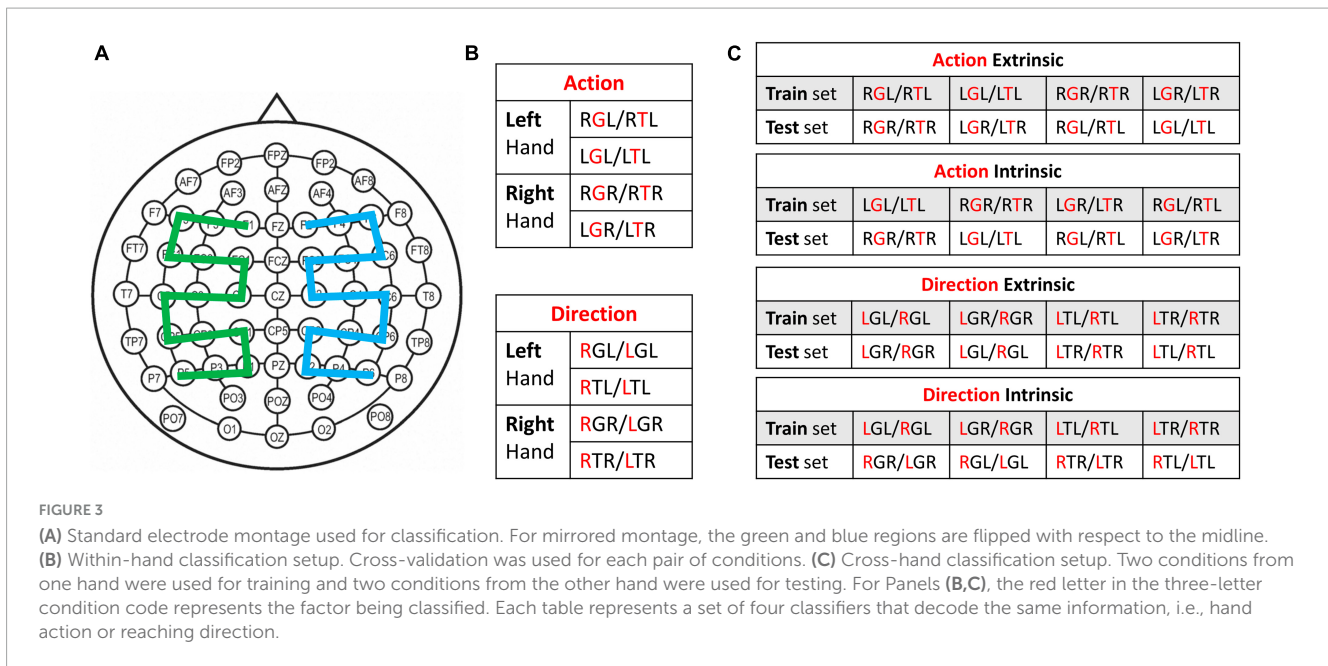 A
B
C
FPZ
FP2
FP2
AF7
AF8
AF3
AFZ
AF4
F7
FZ
F8
FT7
FCZ
FT8
T7
CZ
T8
TP7
CP5
TP8
P7
P3
PZ
P4
P8
PO3
POZ
PO4
PO7
PO8
O1
OZ
O2
Action
Left Hand
RGL/RTL
LGL/LTL
Right Hand
RGR/RTR
LGR/LTR
Direction
Left Hand
RGL/LGL
RTL/LTL
Right Hand
RGR/LGR
RTR/LTR
Action Extrinsic
Train set RGL/RTL LGL/LTL RGR/RTR LGR/LTR
Test set RGR/RTR LGR/LTR RGL/RTL LGL/LTL
Action Intrinsic
Train set LGL/LTL RGR/RTR LGR/LTR RGL/RTL
Test set RGR/RTR LGL/LTL RGL/RTL LGR/LTR
Direction Extrinsic
Train set LGL/RGL LGR/RGR LTL/RTL LTR/RTR
Test set LGR/RGR LGL/RGL LTR/RTR LTL/RTL
Direction Intrinsic
Train set LGL/RGL LGR/RGR LTL/RTL LTR/RTR
Test set RGR/LGR RGL/LGL RTR/LTR RTL/LTL
FIGURE 3
(A) Standard electrode montage used for classification. For mirrored montage, the green and blue regions are flipped with respect to the midline.
(B) Within-hand classification setup. Cross-validation was used for each pair of conditions. (C) Cross-hand classification setup. Two conditions from
one hand were used for training and two conditions from the other hand were used for testing. For Panels (B,C), the red letter in the three-letter
condition code represents the factor being classified. Each table represents a set of four classifiers that decode the same information, i.e., hand
action or reaching direction.